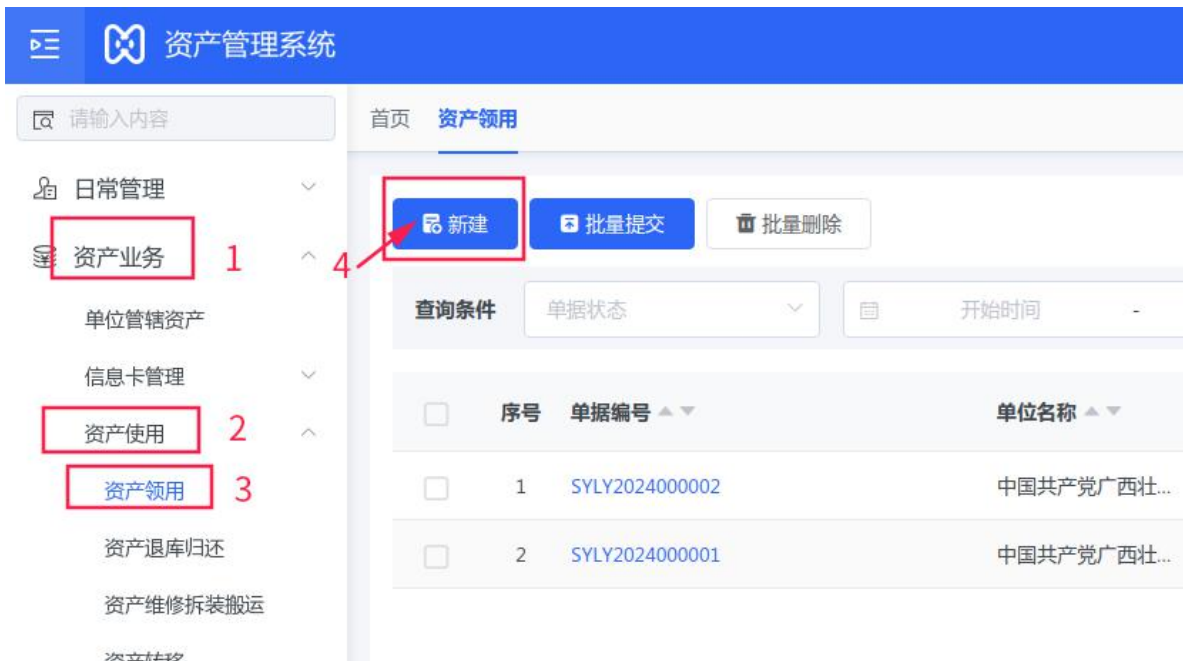 资产管理系统
请输入内容
首页 资产领用
日常管理
新建 批量提交 批量删除
资产业务 1
4
查询条件 单据状态 开始时间 -
单位管辖资产
信息卡管理
序号 单据编号 单位名称
资产使用 2
资产领用 3
1 SYLY2024000002 中国共产党广西壮...
资产退库归还
2 SYLY2024000001 中国共产党广西壮...
资产维修拆装搬运
资产转移